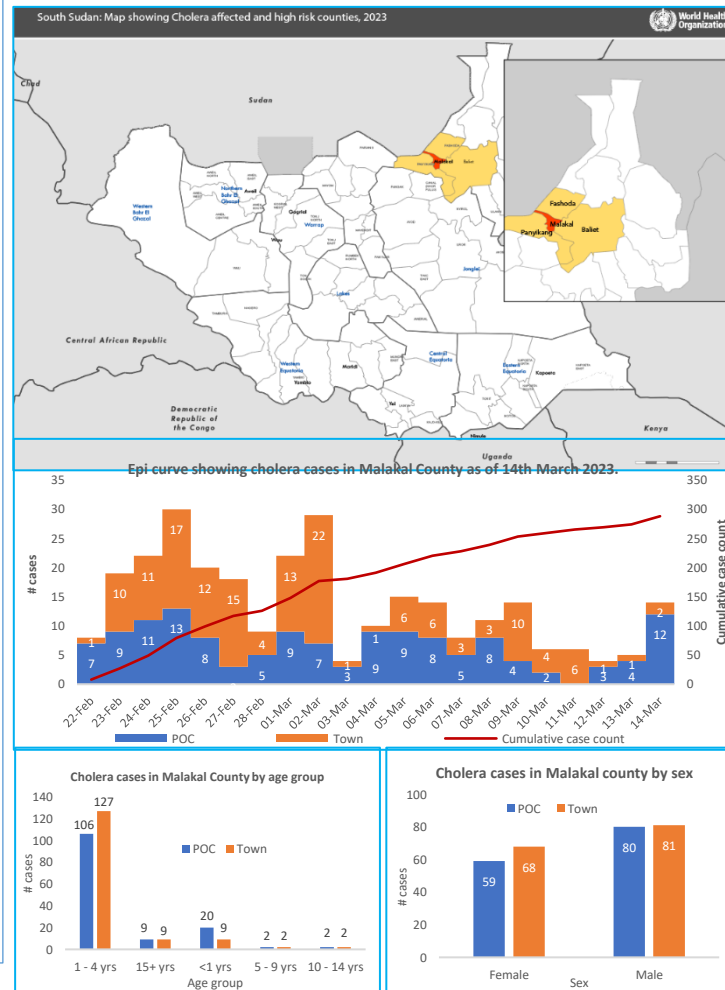 South Sudan: Map showing Cholera affected and high risk counties, 2023
World Health
Organization
Chad
Sudan
Western
Bahr El
Ghazal
Northern
Bahr El
Ghazal
Aweil
Gogrial
Warrap
Wau
Malakal
Jonglei
Lakes
Fashoda
Malakal
Panyikang
Baliet
Central African Republic
Western
Equatoria
Yambio
Maridi
Central
Equatoria
Eastern
Equatoria
Kapoeta
Yei
Democratic
Republic of
the Congo
Nimule
Uganda
Kenya
Epi curve showing cholera cases in Malakal County as of 14th March 2023.
# cases
35
30
25
20
15
10
5
0
1 10 11 17 12 15 4 13 22 1 1 6 6 3 3 10 4 6 1 1 2
7 9 11 13 8 5 9 7 3 9 9 8 5 8 4 2 3 4 12
350
300
250
200
150
100
50
0
Cumulative case count
22-Feb 23-Feb 24-Feb 25-Feb 26-Feb 27-Feb 28-Feb 01-Mar 02-Mar 03-Mar 04-Mar 05-Mar 06-Mar 07-Mar 08-Mar 09-Mar 10-Mar 11-Mar 12-Mar 13-Mar 14-Mar
POC Town Cumulative case count
Cholera cases in Malakal County by age group
# cases
140
120
100
80
60
40
20
0
POC Town
106 127 9 9 20 9 2 2 2 2
1 - 4 yrs 15+ yrs <1 yrs 5 - 9 yrs 10 - 14 yrs
Age group
Cholera cases in Malakal county by sex
# cases
100
80
60
40
20
0
POC Town
59 68 80 81
Female Male
Sex